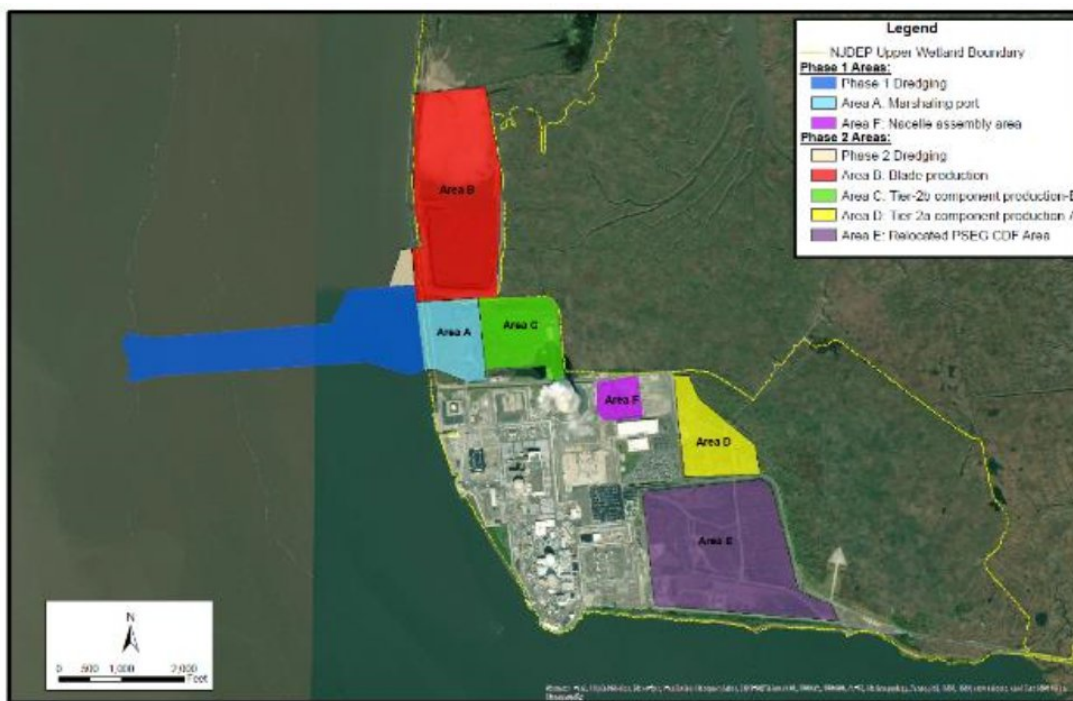 Legend
NJDEP Upper Wetland Boundary
Phase 1 Areas:
Phase 1 Dredging
Area A: Marshaling port
Area F: Nacelle assembly area
Phase 2 Areas:
Phase 2 Dredging
Area B: Blade production
Area C: Tier-2b component production-B
Area D: Tier 2a component production-A
Area E: Relocated PSEG CDF Area
Area B
Area A
Area C
Area F
Area D
Area E
N
0 500 1,000 2,000
Feet